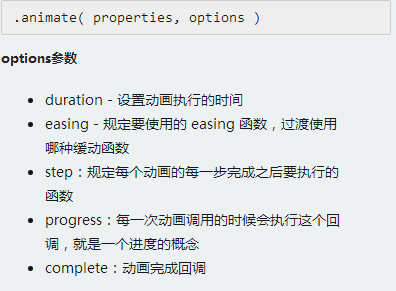 .animate( properties, options )
options参数
duration - 设置动画执行的时间
easing - 规定要使用的 easing 函数，过渡使用
哪种缓动函数
step：规定每个动画的每一步完成之后要执行的
函数
progress：每一次动画调用的时候会执行这个回
调，就是一个进度的概念
complete：动画完成回调